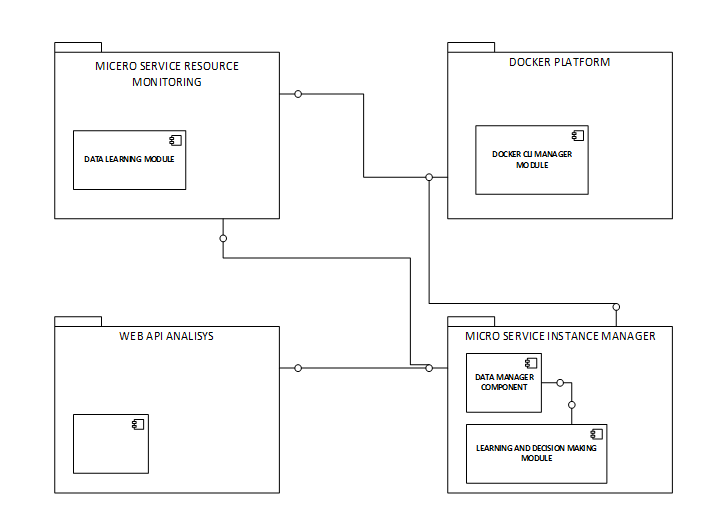 MICERO SERVICE RESOURCE
MONITORING
DATA LEARNING MODULE
DOCKER PLATFORM
DOCKER CLI MANAGER
MODULE
WEB API ANALISYS
MICRO SERVICE INSTANCE MANAGER
DATA MANAGER
COMPONENT
LEARNING AND DECISION MAKING
MODULE